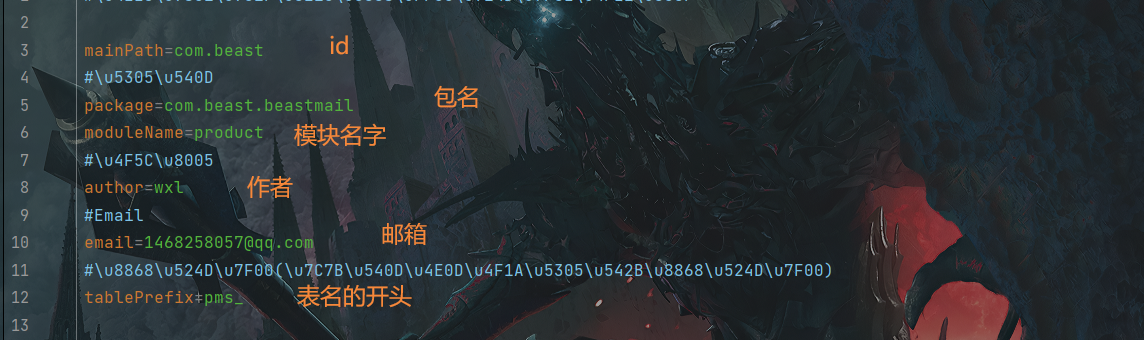 2
3 mainPath=com.beast id
4 #\u5305\u540D
5 package=com.beast.beastmail 包名
6 moduleName=product 模块名字
7 #\u4F5C\u8005
8 author=wxl 作者
9 #Email
10 email=1468258057@qq.com 邮箱
11 #\u8868\u524D\u7F00(\u7C7B\u540D\u4E0D\u4F1A\u5305\u542B\u8868\u524D\u7F00)
12 tablePrefix=pms_ 表名的开头
13